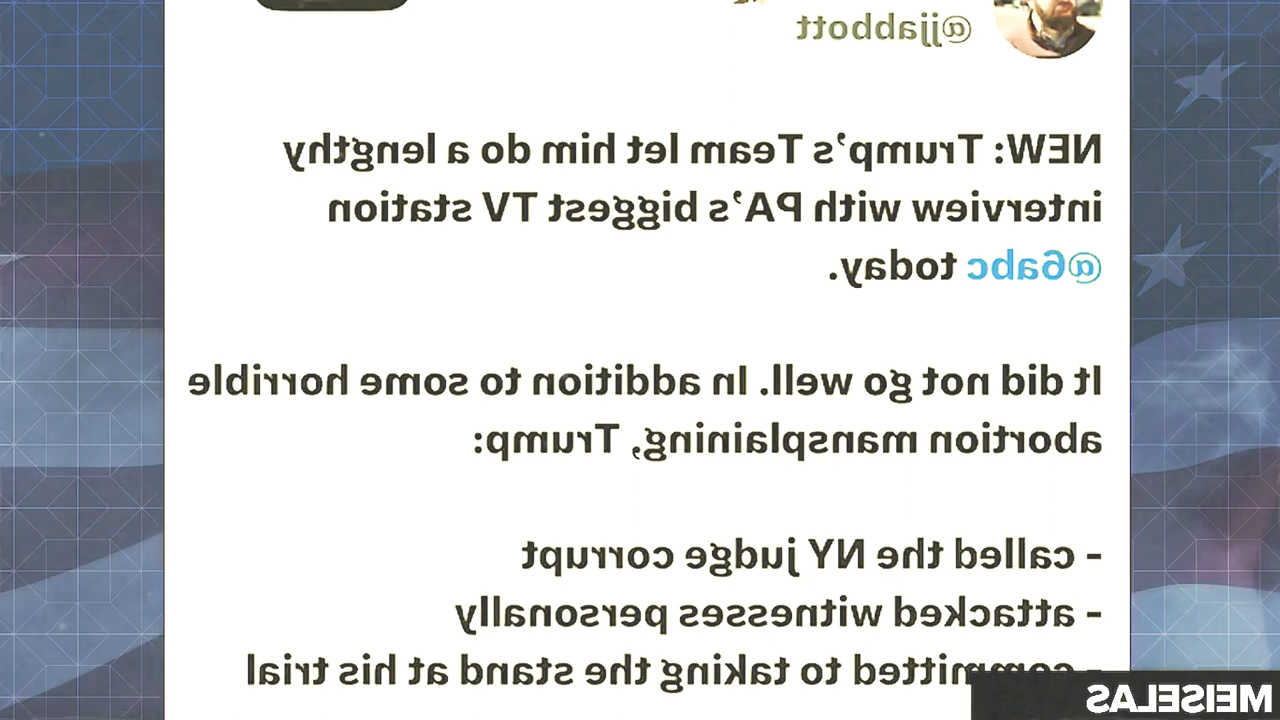 @jjabbott
NEW: Trump's Team let him do a lengthy
interview with PA's biggest TV station
@6abc today.
It did not go well. In addition to some horrible
abortion mansplaining, Trump:
- called the NY judge corrupt
- attacked witnesses personally
- committed to taking the stand at his trial
MEISELAS